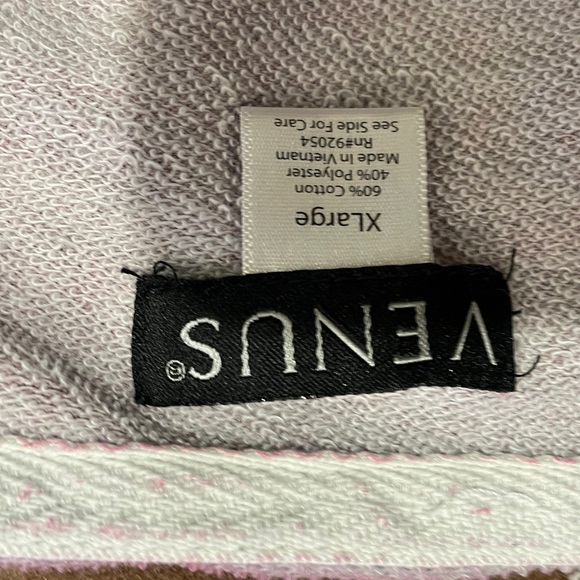 VENUS®
XLarge
60% Cotton
40% Polyester
Made In Vietnam
Rn#92054
See Side For Care